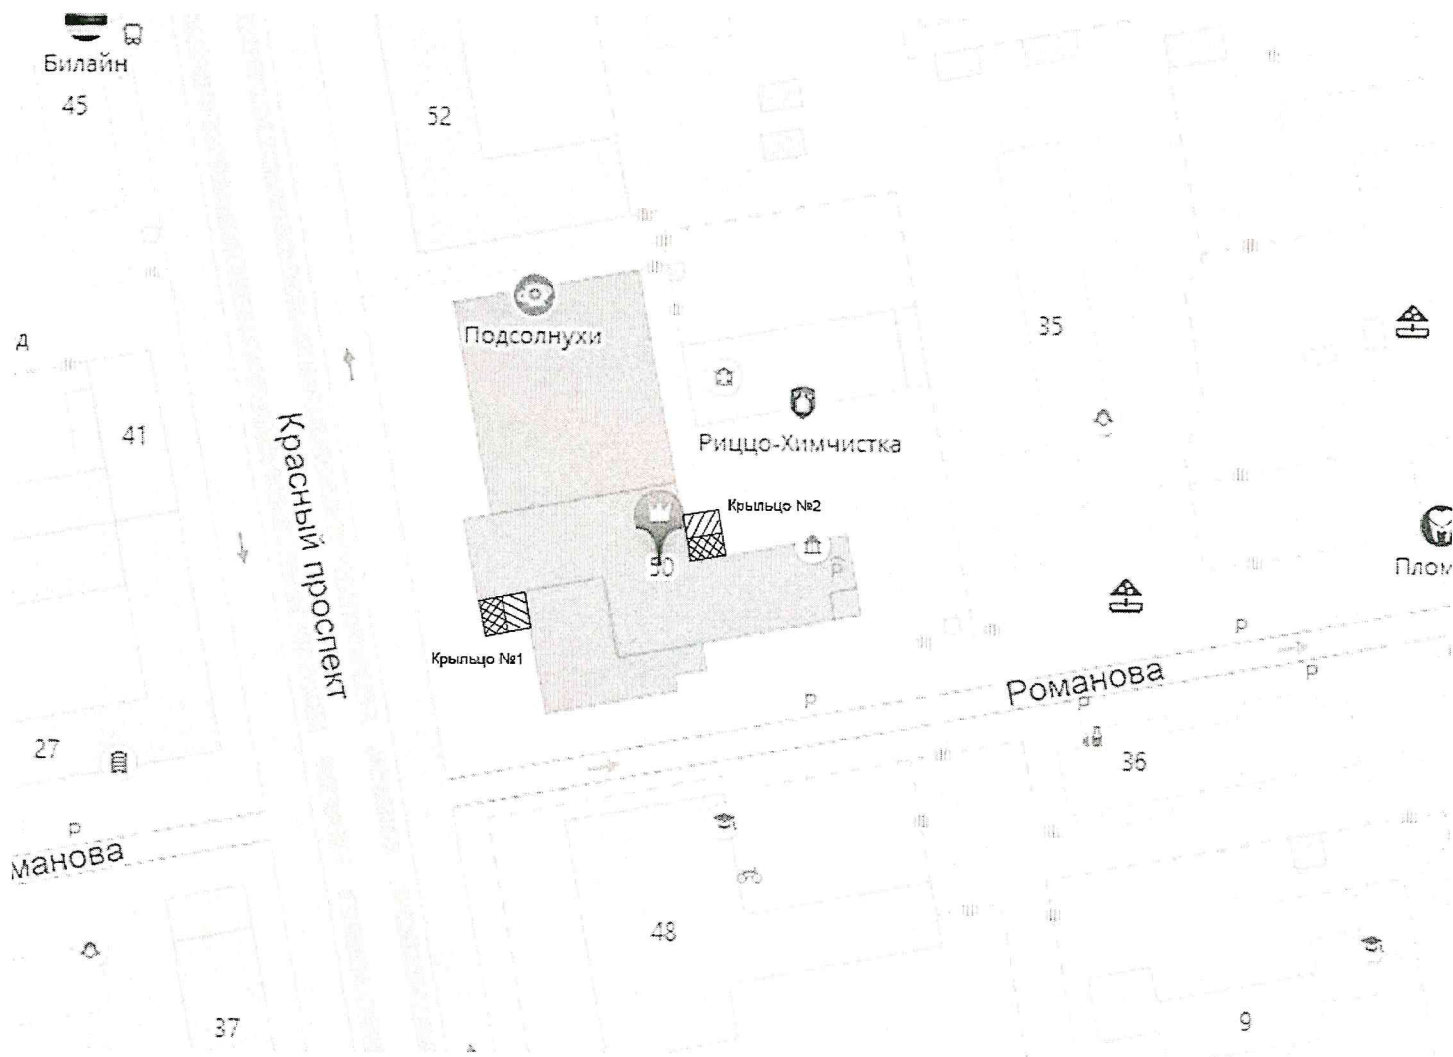 Билайн
45
52
Подсолнухи
д
35
41
Красный проспект
Риццо-Химчистка
Крыльцо №2
50
Р
Плом
Крыльцо №1
Р
Романова
Р
Р
Р
27
36
Р
манова
48
37
9